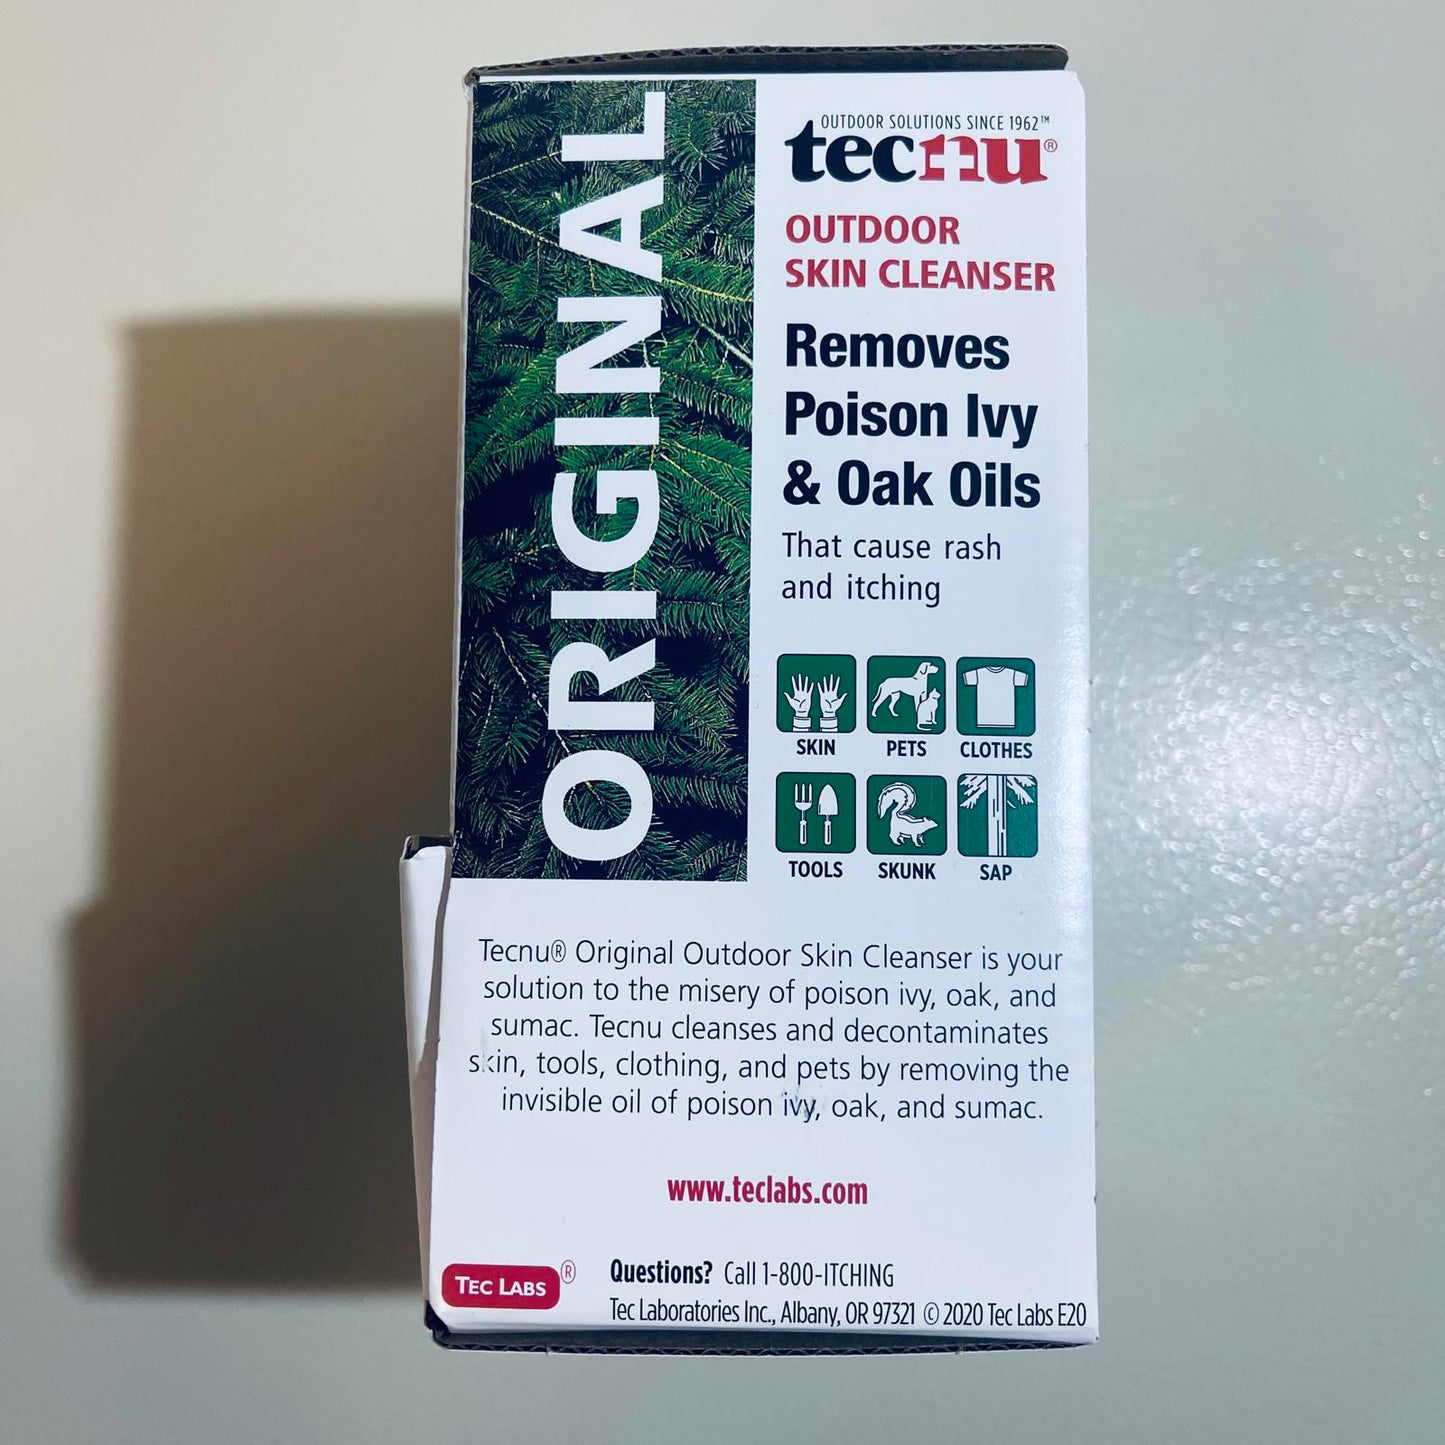 ORIGINAL
OUTDOOR SOLUTIONS SINCE 1962™
tecnu®
OUTDOOR
SKIN CLEANSER
Removes
Poison Ivy
& Oak Oils
That cause rash
and itching
SKIN PETS CLOTHES
TOOLS SKUNK SAP
Tecnu® Original Outdoor Skin Cleanser is your
solution to the misery of poison ivy, oak, and
sumac. Tecnu cleanses and decontaminates
skin, tools, clothing, and pets by removing the
invisible oil of poison ivy, oak, and sumac.
www.teclabs.com
TEC LABS®
Questions? Call 1-800-ITCHING
Tec Laboratories Inc., Albany, OR 97321 © 2020 Tec Labs E20